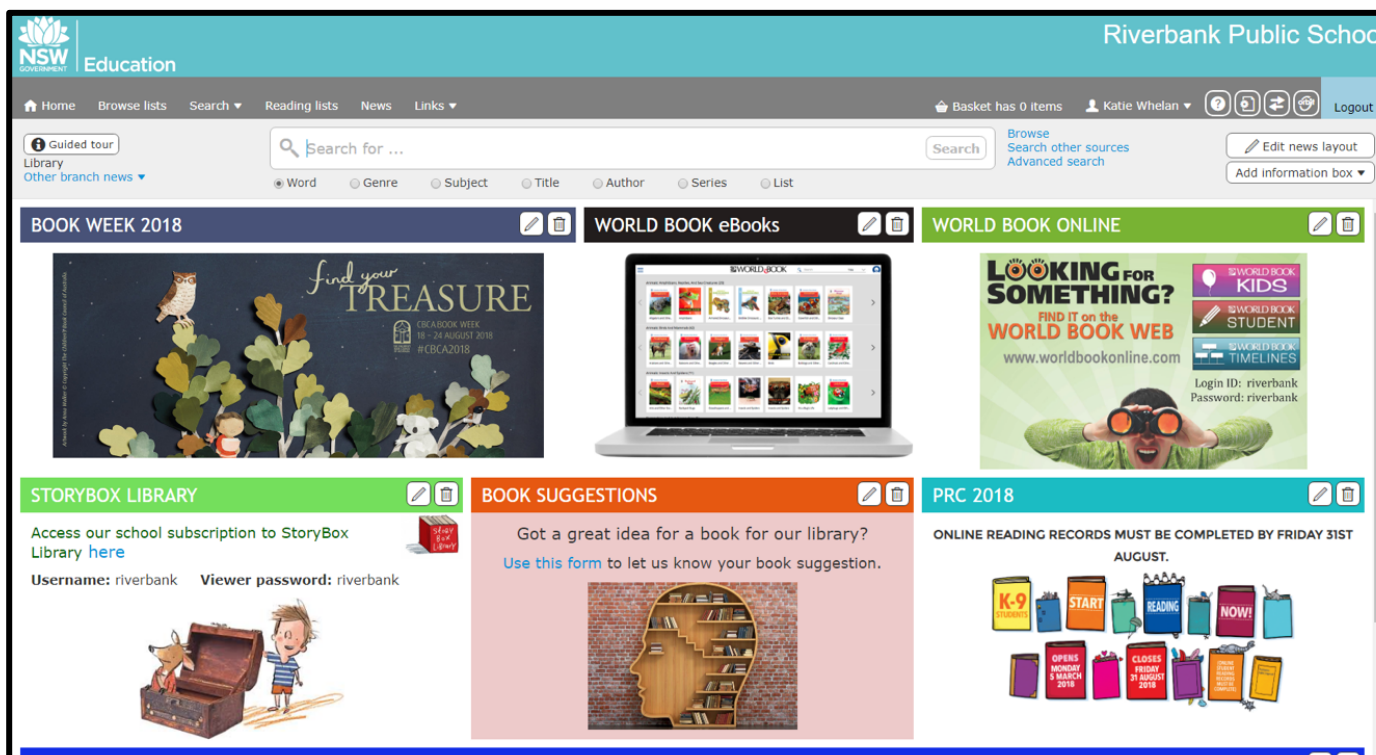 Riverbank Public Schoo
NSW
GOVERNMENT
Education
Home Browse lists Search ▼ Reading lists News Links ▼
Basket has 0 items Katie Whelan ▼ Logout
Guided tour
Library
Other branch news ▼
Search for ...
Search
Browse
Search other sources
Advanced search
Edit news layout
Add information box ▼
Word Genre Subject Title Author Series List
BOOK WEEK 2018
find your
TREASURE
CBCA BOOK WEEK
18 – 24 AUGUST 2018
#CBCA2018
WORLD BOOK eBooks
WORLD BOOK
WORLD BOOK ONLINE
LOOKING FOR
SOMETHING?
FIND IT on the
WORLD BOOK WEB
www.worldbookonline.com
WORLD BOOK
KIDS
WORLD BOOK
STUDENT
WORLD BOOK
TIMELINES
Login ID: riverbank
Password: riverbank
STORYBOX LIBRARY
Access our school subscription to StoryBox
Library here
Story
Box
Library
Username: riverbank Viewer password: riverbank
BOOK SUGGESTIONS
Got a great idea for a book for our library?
Use this form to let us know your book suggestion.
PRC 2018
ONLINE READING RECORDS MUST BE COMPLETED BY FRIDAY 31ST
AUGUST.
K-9
STUDENTS
START
READING
NOW!
OPENS
MONDAY
5 MARCH
2018
CLOSES
FRIDAY
31 AUGUST
2018